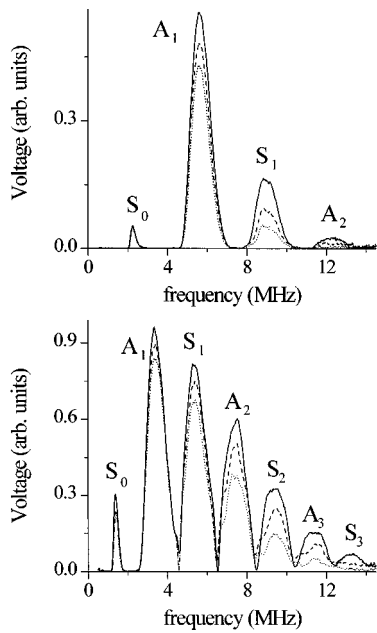 A₁
S₁
S₀
A₂
Voltage (arb. units)
0.3
0.0
0 4 8 12
frequency (MHz)
A₁
S₁
A₂
S₀
S₂
A₃
S₃
Voltage (arb. units)
0.9
0.6
0.3
0.0
0 4 8 12
frequency (MHz)